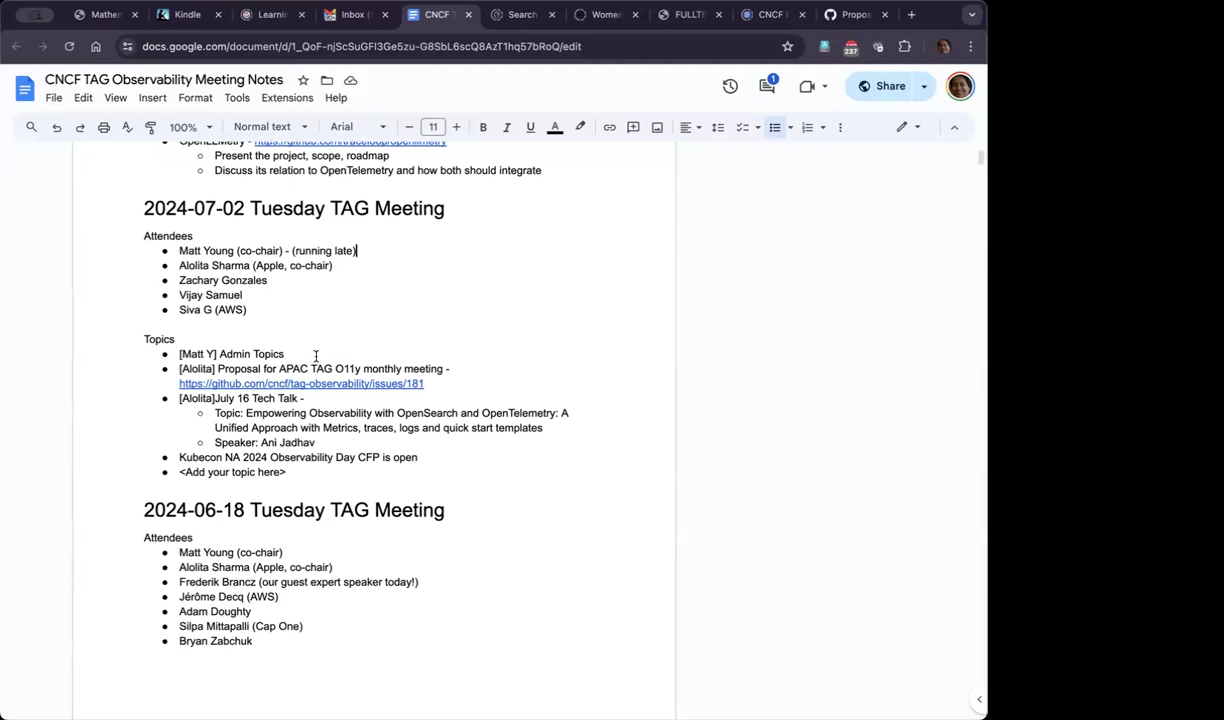 Mathen
Kindle
Learnin
Inbox (
CNCF T
Search
Women
FULLTE
CNCF I
Propos
docs.google.com/document/d/1_QoF-njScSuGFI3Ge5zu-G8SbL6scQ8AzT1hq57bRoQ/edit
237
CNCF TAG Observability Meeting Notes
1
Share
File Edit View Insert Format Tools Extensions Help
100% Normal text Arial 11 B I U A
https://github.com/traceloop/openllmetry
Present the project, scope, roadmap
Discuss its relation to OpenTelemetry and how both should integrate
2024-07-02 Tuesday TAG Meeting
Attendees
Matt Young (co-chair) - (running late)
Alolita Sharma (Apple, co-chair)
Zachary Gonzales
Vijay Samuel
Siva G (AWS)
Topics
[Matt Y] Admin Topics
[Alolita] Proposal for APAC TAG O11y monthly meeting -
https://github.com/cncf/tag-observability/issues/181
[Alolita]July 16 Tech Talk -
Topic: Empowering Observability with OpenSearch and OpenTelemetry: A
Unified Approach with Metrics, traces, logs and quick start templates
Speaker: Ani Jadhav
Kubecon NA 2024 Observability Day CFP is open
<Add your topic here>
2024-06-18 Tuesday TAG Meeting
Attendees
Matt Young (co-chair)
Alolita Sharma (Apple, co-chair)
Frederik Brancz (our guest expert speaker today!)
Jérôme Decq (AWS)
Adam Doughty
Silpa Mittapalli (Cap One)
Bryan Zabchuk